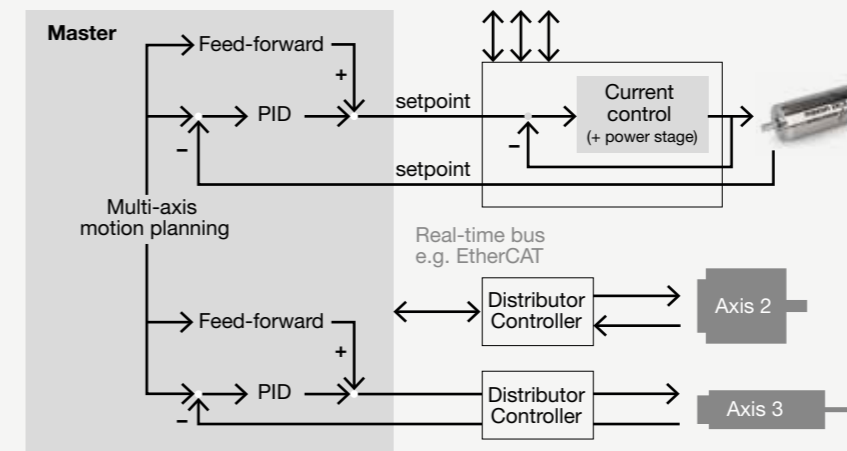 Master
Feed-forward
+
setpoint
PID
–
Current
control
(+ power stage)
–
setpoint
Multi-axis
motion planning
Real-time bus
e.g. EtherCAT
Distributor
Controller
Axis 2
Feed-forward
+
PID
–
Distributor
Controller
Axis 3